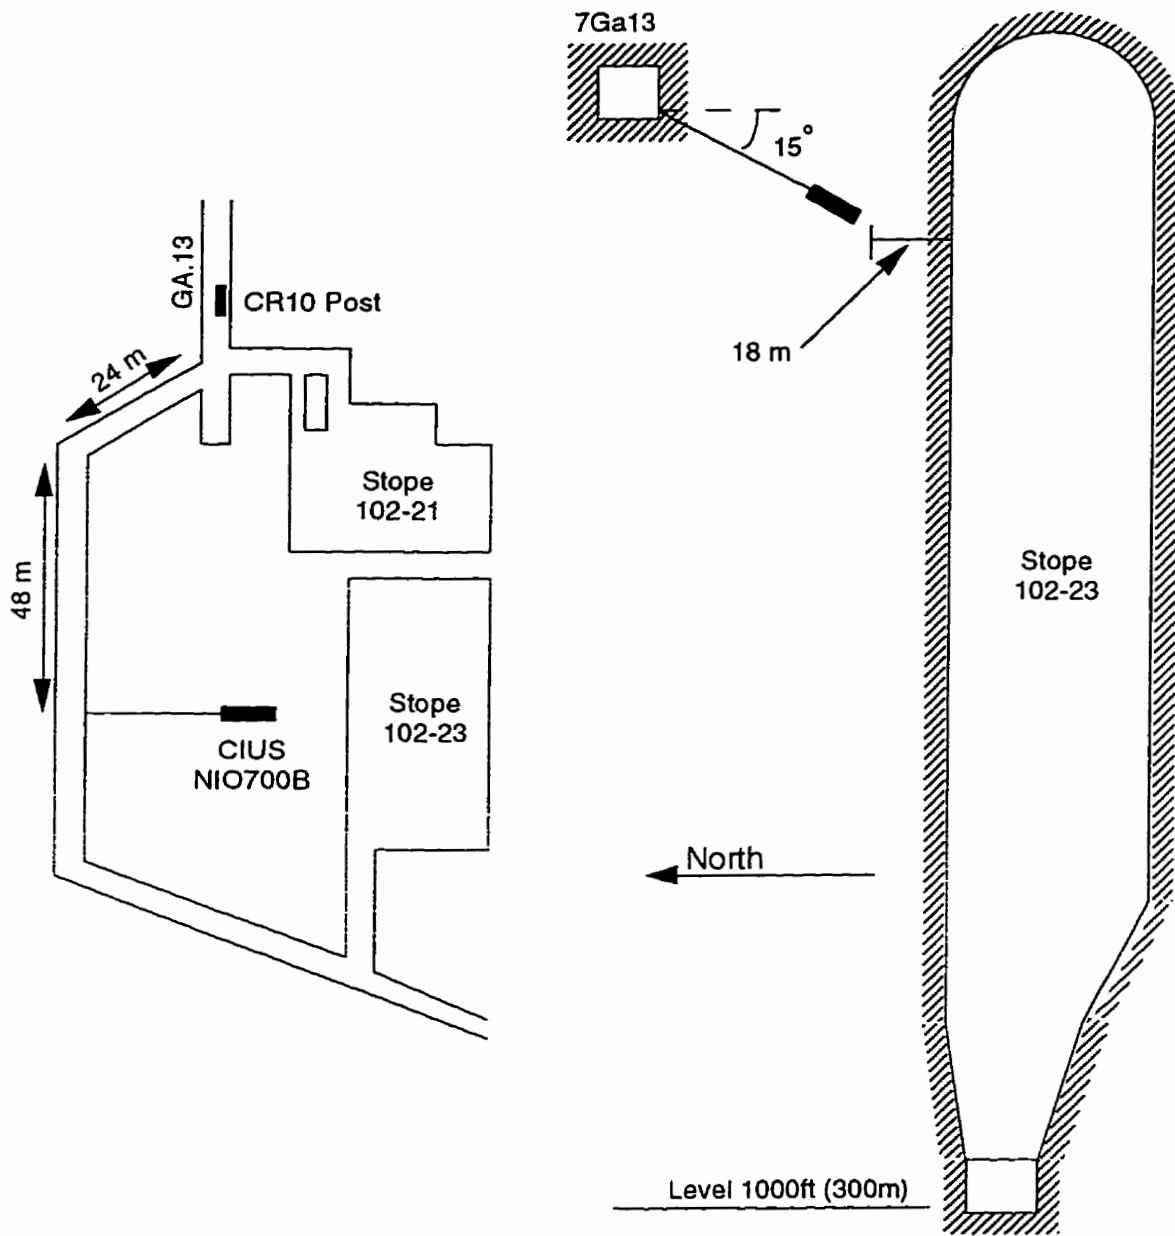 7Ga13
15°
18 m
GA.13
CR10 Post
24 m
48 m
Stope
102-21
Stope
102-23
CIUS
NIO700B
Stope
102-23
North
Level 1000ft (300m)